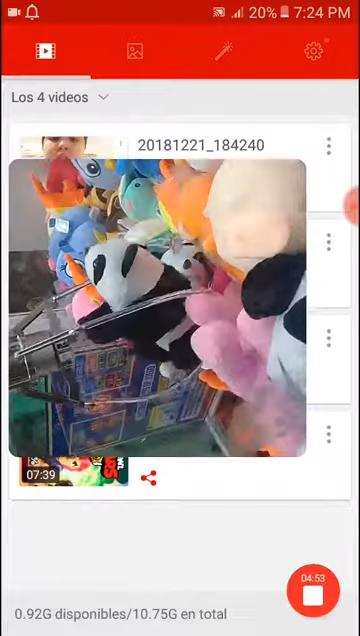 20% 7:24 PM
Los 4 videos
20181221_184240
07:39
04:53
0.92G disponibles/10.75G en total